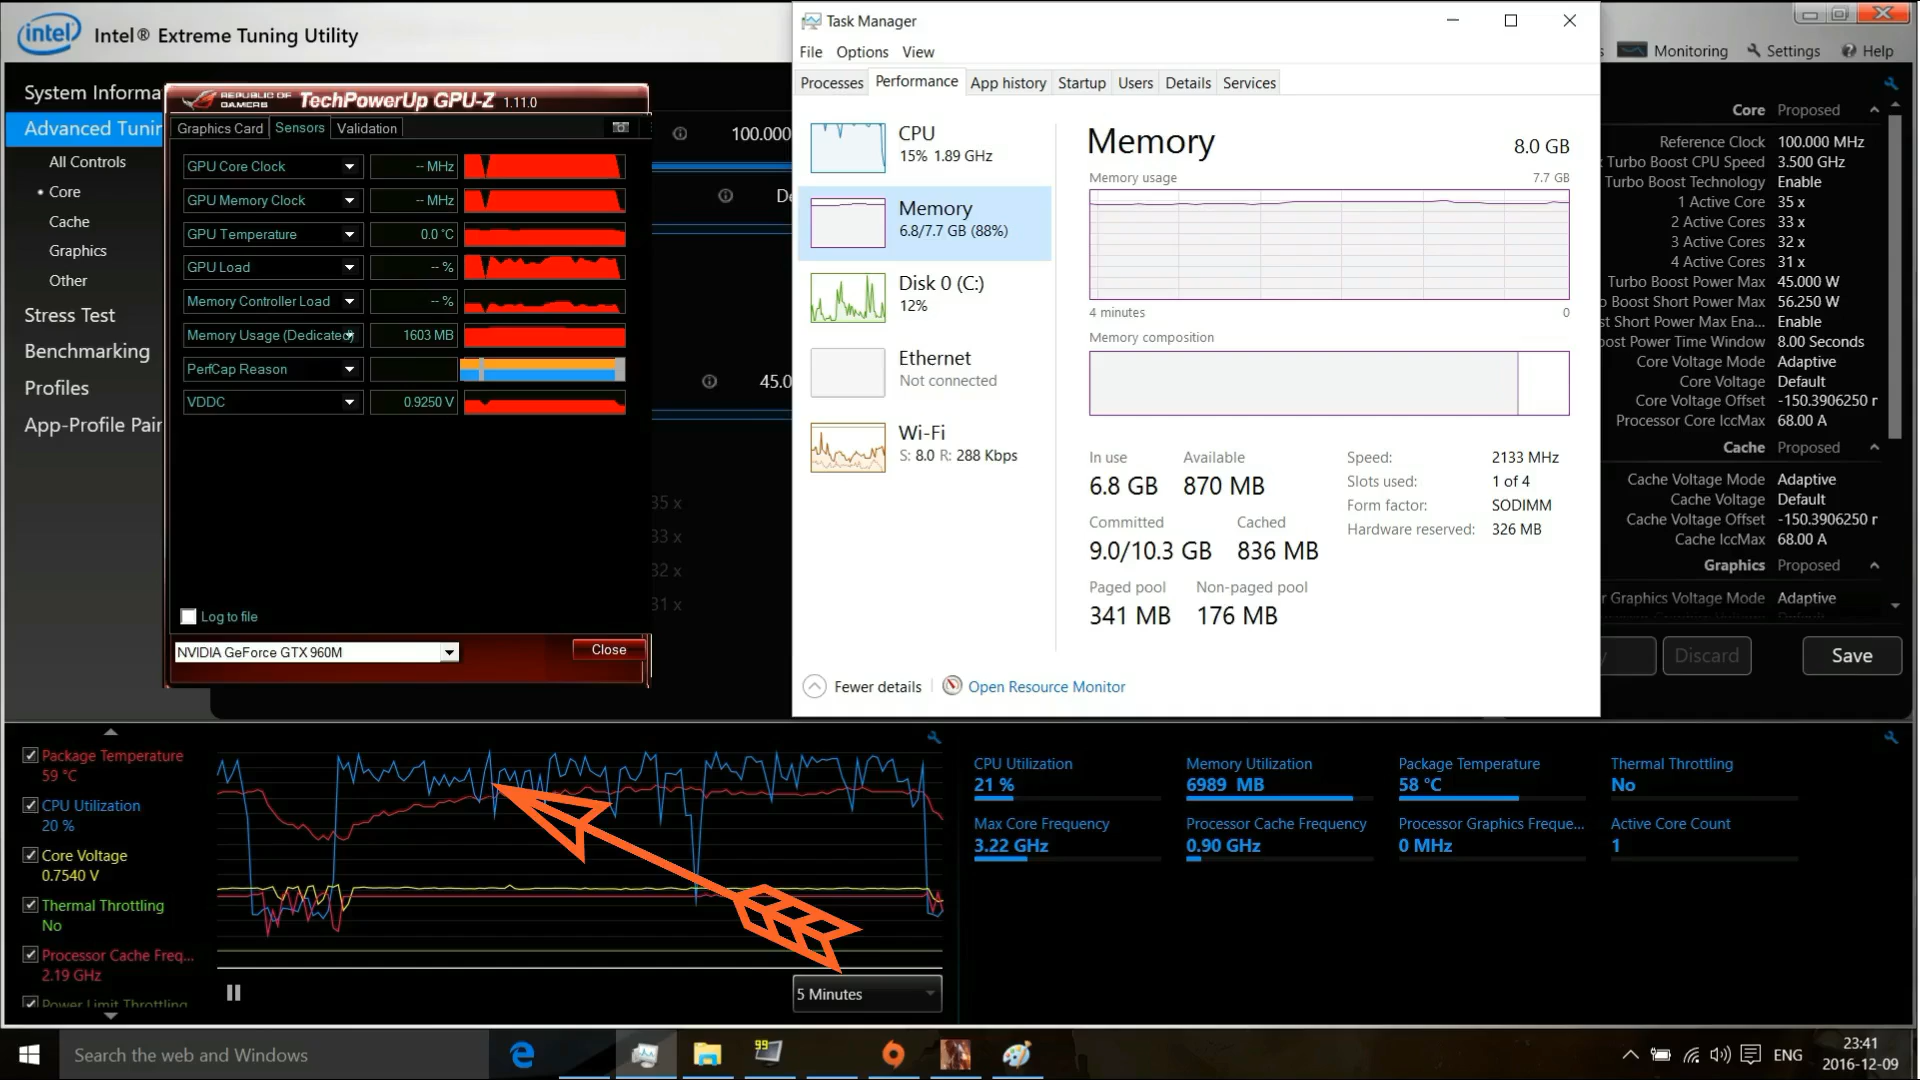 intel
Intel® Extreme Tuning Utility
Monitoring
Settings
Help
System Informa
Advanced Tunin
All Controls
Core
Cache
Graphics
Other
Stress Test
Benchmarking
Profiles
App-Profile Pair
100.000
De
45.0
35 x
33 x
32 x
31 x
REPUBLIC OF GAMERS
TechPowerUp GPU-Z 1.11.0
Graphics Card
Sensors
Validation
GPU Core Clock -- MHz
GPU Memory Clock -- MHz
GPU Temperature 0.0 °C
GPU Load -- %
Memory Controller Load -- %
Memory Usage (Dedicated) 1603 MB
PerfCap Reason
VDDC 0.9250 V
Log to file
NVIDIA GeForce GTX 960M
Close
Task Manager
File Options View
Processes Performance App history Startup Users Details Services
CPU
15% 1.89 GHz
Memory
6.8/7.7 GB (88%)
Disk 0 (C:)
12%
Ethernet
Not connected
Wi-Fi
S: 8.0 R: 288 Kbps
Memory 8.0 GB
Memory usage 7.7 GB
4 minutes 0
Memory composition
In use
6.8 GB
Available
870 MB
Committed
9.0/10.3 GB
Cached
836 MB
Paged pool
341 MB
Non-paged pool
176 MB
Speed: 2133 MHz
Slots used: 1 of 4
Form factor: SODIMM
Hardware reserved: 326 MB
Fewer details
Open Resource Monitor
Core Proposed
Reference Clock 100.000 MHz
Turbo Boost CPU Speed 3.500 GHz
Turbo Boost Technology Enable
1 Active Core 35 x
2 Active Cores 33 x
3 Active Cores 32 x
4 Active Cores 31 x
Turbo Boost Power Max 45.000 W
o Boost Short Power Max 56.250 W
st Short Power Max Ena... Enable
oost Power Time Window 8.00 Seconds
Core Voltage Mode Adaptive
Core Voltage Default
Core Voltage Offset -150.3906250 r
Processor Core IccMax 68.00 A
Cache Proposed
Cache Voltage Mode Adaptive
Cache Voltage Default
Cache Voltage Offset -150.3906250 r
Cache IccMax 68.00 A
Graphics Proposed
r Graphics Voltage Mode Adaptive
Discard
Save
Package Temperature
59 °C
CPU Utilization
20 %
Core Voltage
0.7540 V
Thermal Throttling
No
Processor Cache Freq...
2.19 GHz
Power Limit Throttling
5 Minutes
CPU Utilization
21 %
Memory Utilization
6989 MB
Package Temperature
58 °C
Thermal Throttling
No
Max Core Frequency
3.22 GHz
Processor Cache Frequency
0.90 GHz
Processor Graphics Freque...
0 MHz
Active Core Count
1
Search the web and Windows
99
ENG
23:41
2016-12-09